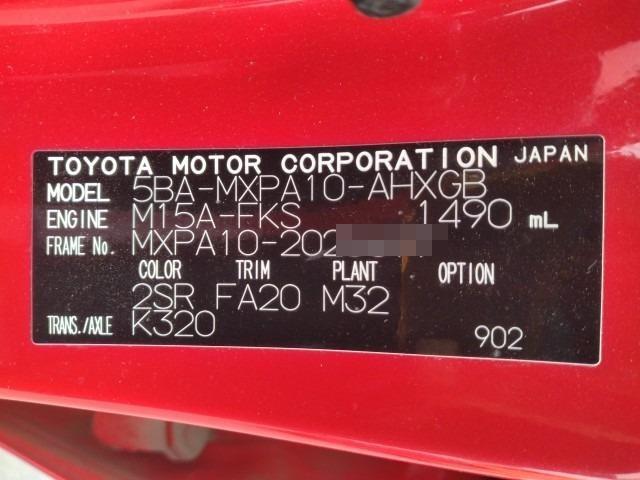 TOYOTA MOTOR CORPORATION JAPAN
MODEL 5BA-MXPA10-AHXGB
ENGINE M15A-FKS 1490 mL
FRAME No. MXPA10-202
COLOR TRIM PLANT OPTION
2SR FA20 M32
TRANS./AXLE K320
902